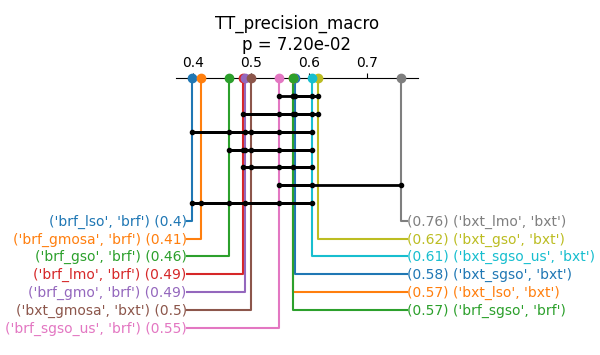 TT_precision_macro
p = 7.20e-02
0.4 0.5 0.6 0.7
('brf_lso', 'brf') (0.4)
('brf_gmosa', 'brf') (0.41)
('brf_gso', 'brf') (0.46)
('brf_lmo', 'brf') (0.49)
('brf_gmo', 'brf') (0.49)
('bxt_gmosa', 'bxt') (0.5)
('brf_sgso_us', 'brf') (0.55)
(0.76) ('bxt_lmo', 'bxt')
(0.62) ('bxt_gso', 'bxt')
(0.61) ('bxt_sgso_us', 'bxt')
(0.58) ('bxt_sgso', 'bxt')
(0.57) ('bxt_lso', 'bxt')
(0.57) ('brf_sgso', 'brf')